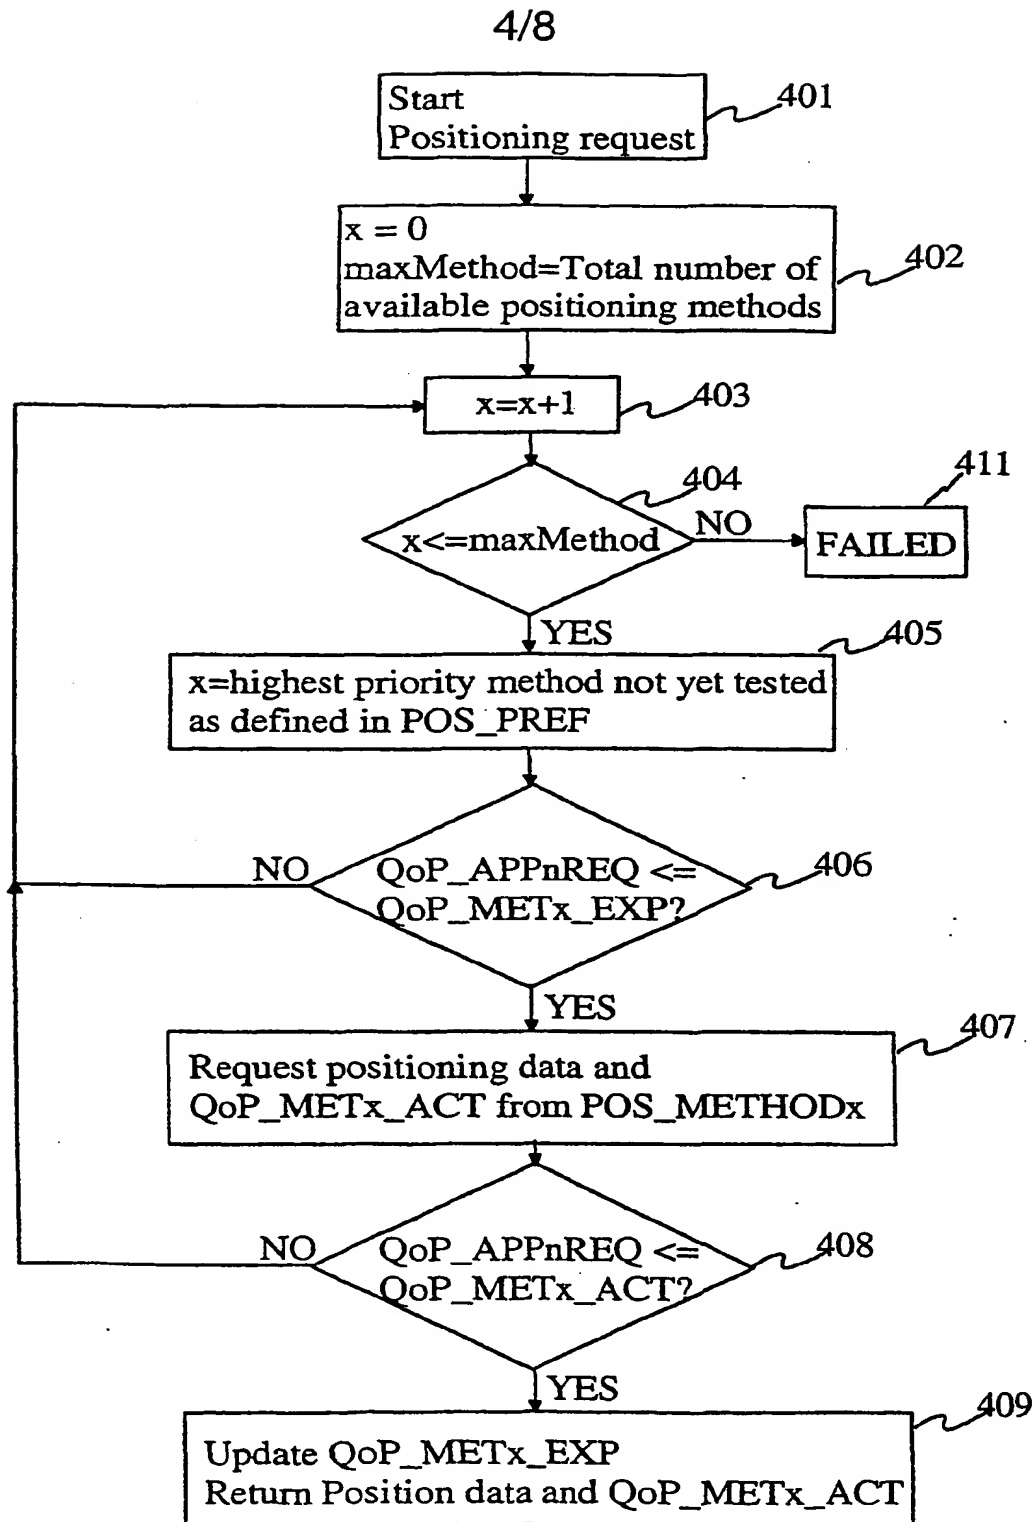 4/8
Start
Positioning request
401
x = 0
maxMethod=Total number of
available positioning methods
402
x=x+1
403
404
411
x<=maxMethod
NO
FAILED
YES
405
x=highest priority method not yet tested
as defined in POS_PREF
NO
QoP_APPnREQ <=
QoP_METx_EXP?
406
YES
407
Request positioning data and
QoP_METx_ACT from POS_METHODx
NO
QoP_APPnREQ <=
QoP_METx_ACT?
408
YES
409
Update QoP_METx_EXP
Return Position data and QoP_METx_ACT